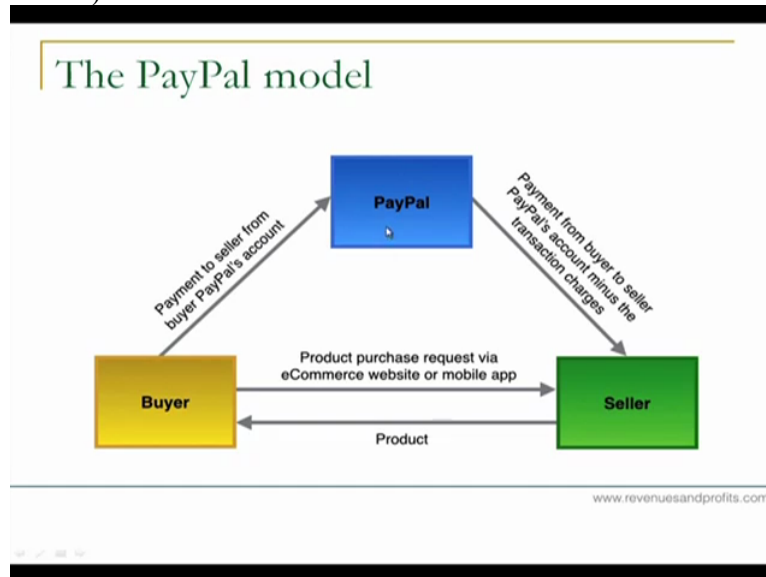 The PayPal model
PayPal
Payment to seller from
buyer PayPal's account
Payment from buyer to seller
PayPal's account minus the
transaction charges
Product purchase request via
eCommerce website or mobile app
Buyer
Seller
Product
www.revenuesandprofits.com